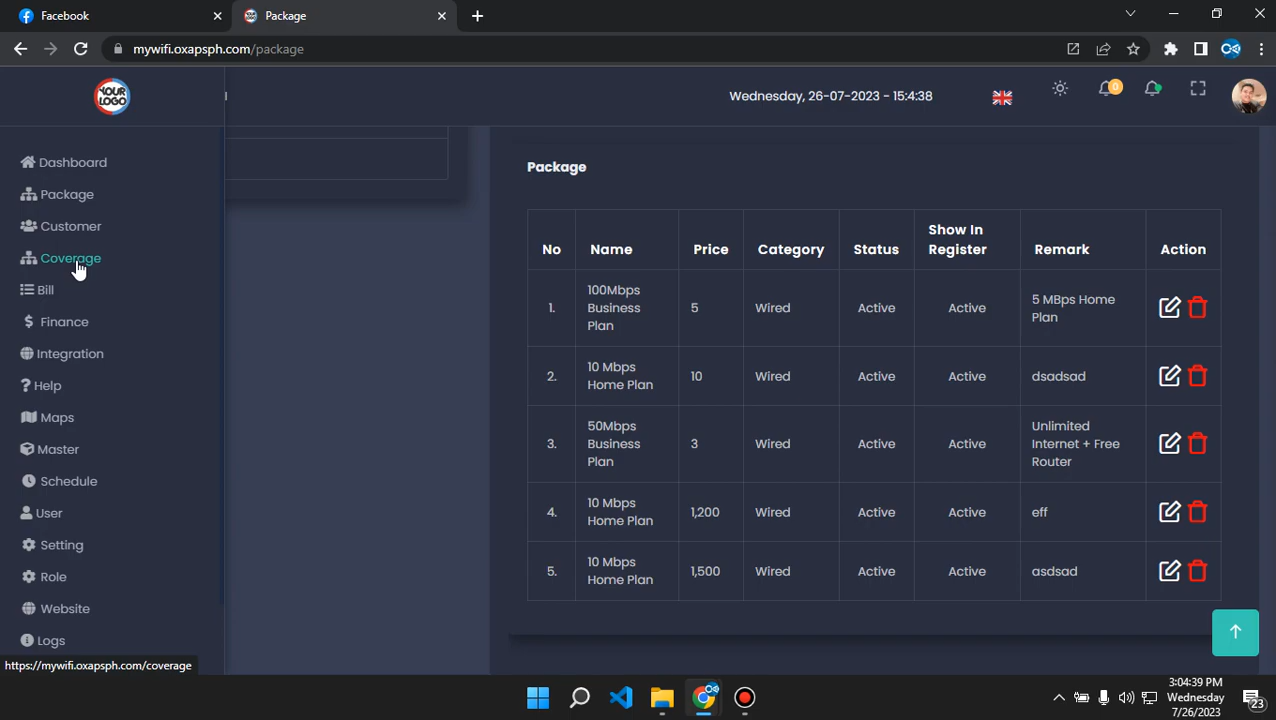 Facebook
Package
mywifi.oxapsph.com/package
YOUR
LOGO
Wednesday, 26-07-2023 - 15:4:38
0
Dashboard
Package
Customer
Coverage
Bill
Finance
Integration
Help
Maps
Master
Schedule
User
Setting
Role
Website
Logs
https://mywifi.oxapsph.com/coverage
Package
No Name Price Category Status Show In Register Remark Action
1. 100Mbps Business Plan 5 Wired Active Active 5 MBps Home Plan
2. 10 Mbps Home Plan 10 Wired Active Active dsadsad
3. 50Mbps Business Plan 3 Wired Active Active Unlimited Internet + Free Router
4. 10 Mbps Home Plan 1,200 Wired Active Active eff
5. 10 Mbps Home Plan 1,500 Wired Active Active asdsad
3:04:39 PM
Wednesday
7/26/2023
23